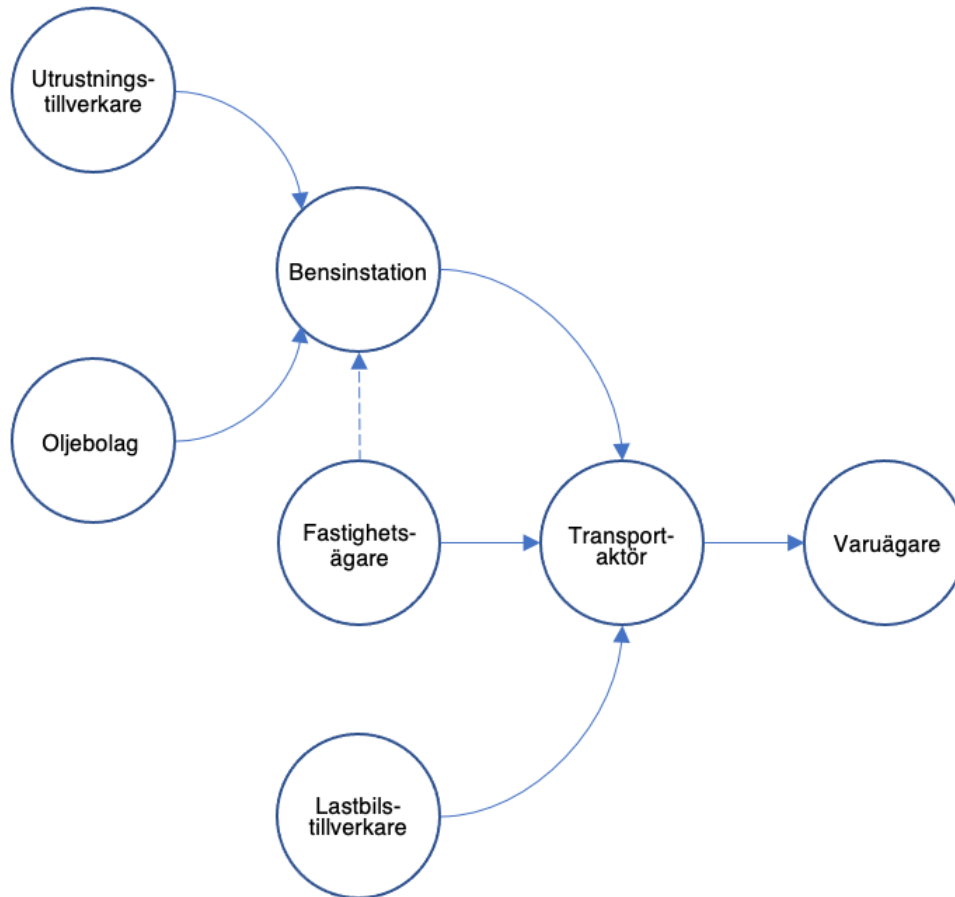 Utrustnings-
tillverkare
Bensinstation
Oljebolag
Fastighets-
ägare
Transport-
aktör
Varuägare
Lastbils-
tillverkare